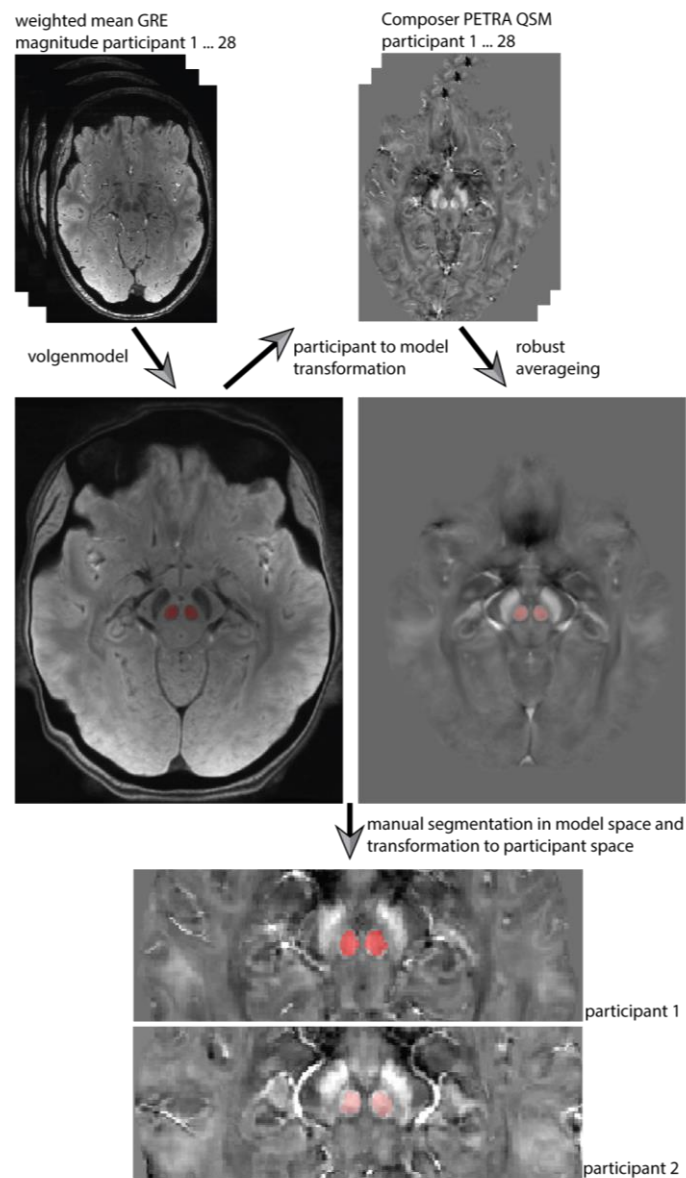 weighted mean GRE
magnitude participant 1 ... 28
Composer PETRA QSM
participant 1 ... 28
volgenmodel
participant to model
transformation
robust
averageing
manual segmentation in model space and
transformation to participant space
participant 1
participant 2